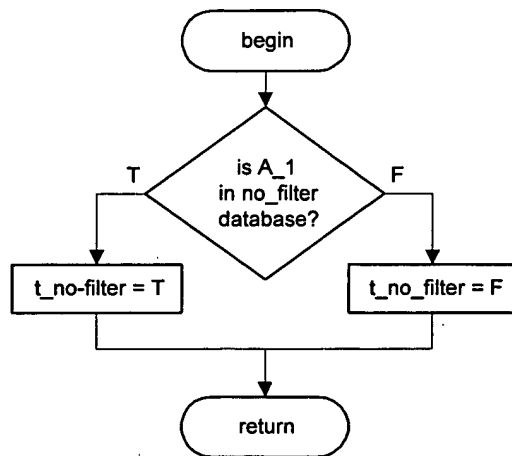 begin
is A_1
T
F
in no_filter
database?
t_no-filter = T
t_no_filter = F
return